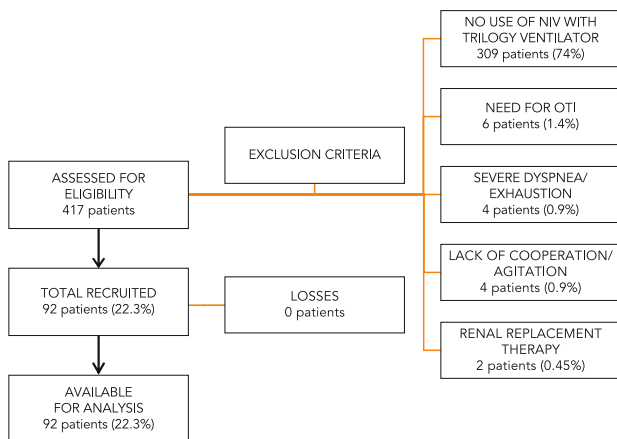 NO USE OF NIV WITH
TRILOGY VENTILATOR
309 patients (74%)
NEED FOR OTI
6 patients (1.4%)
EXCLUSION CRITERIA
ASSESSED FOR
ELIGIBILITY
417 patients
SEVERE DYSPNEA/
EXHAUSTION
4 patients (0.9%)
LACK OF COOPERATION/
AGITATION
4 patients (0.9%)
TOTAL RECRUITED
92 patients (22.3%)
LOSSES
0 patients
RENAL REPLACEMENT
THERAPY
2 patients (0.45%)
AVAILABLE
FOR ANALYSIS
92 patients (22.3%)